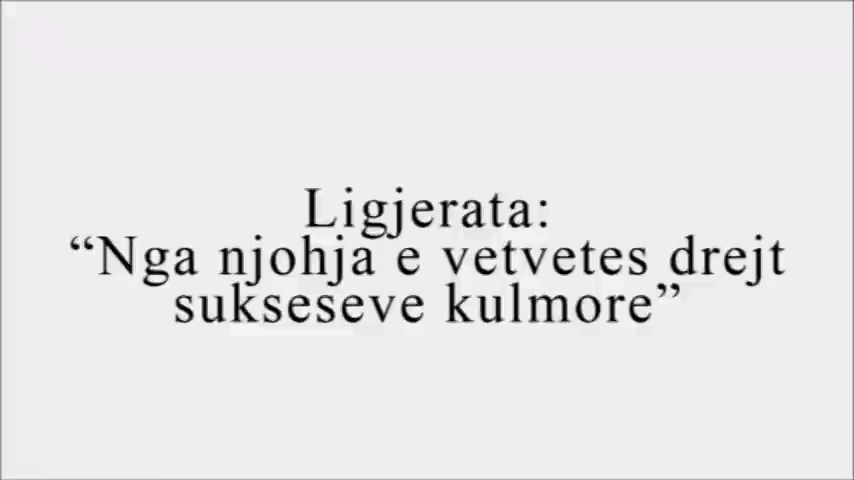 Ligjerata:
“Nga njohja e vetvetes drejt
sukseseve kulmore”